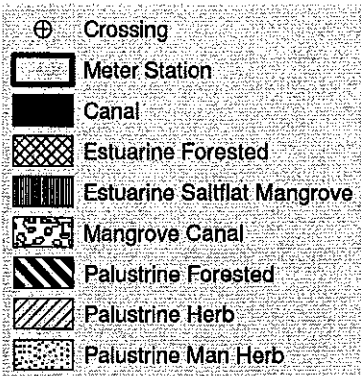 Crossing
Meter Station
Canal
Estuarine Forested
Estuarine Saltflat Mangrove
Mangrove Canal
Palustrine Forested
Palustrine Herb
Palustrine Man Herb